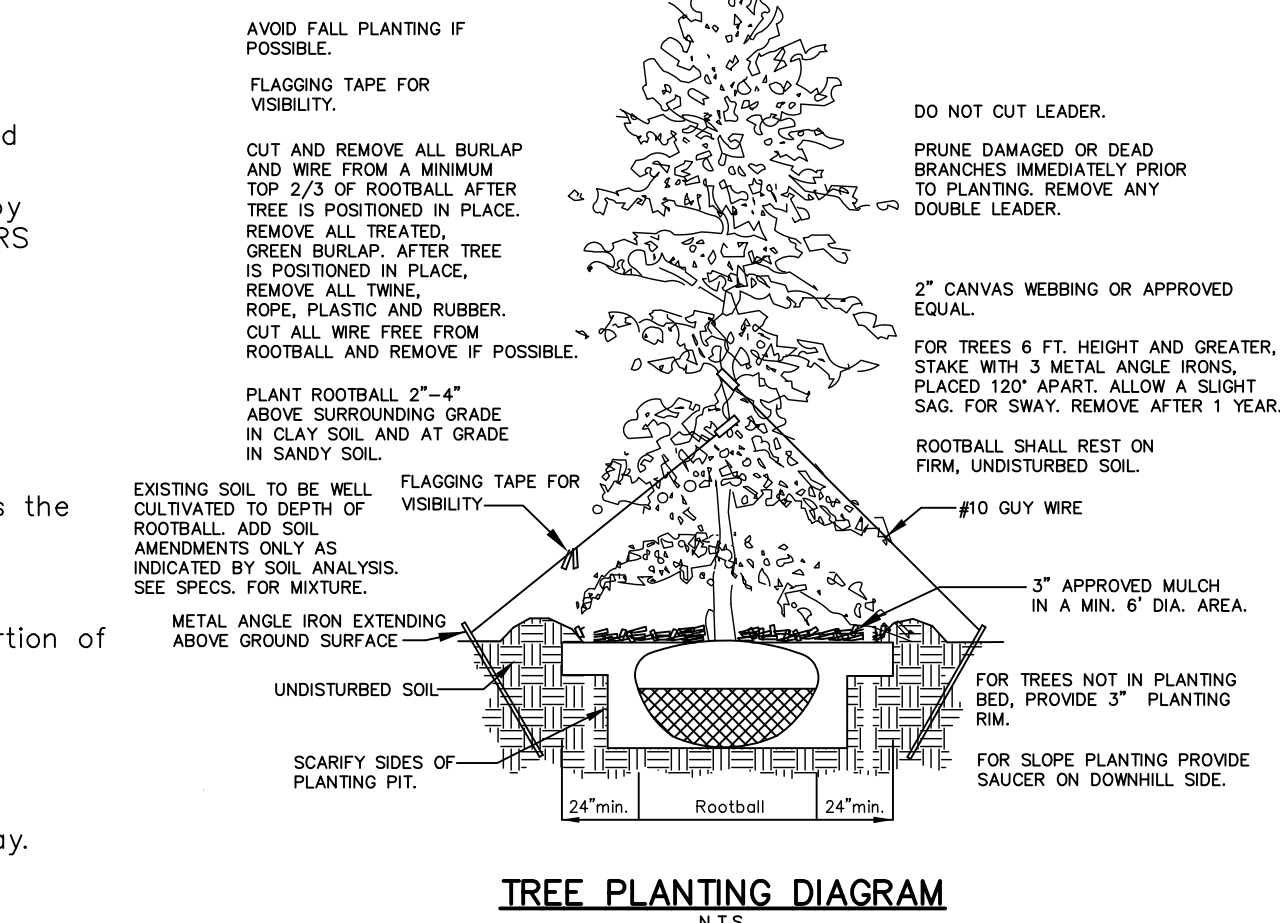 d
by
RS
s the
rtion of
ay.
AVOID FALL PLANTING IF
POSSIBLE.
FLAGGING TAPE FOR
VISIBILITY.
CUT AND REMOVE ALL BURLAP
AND WIRE FROM A MINIMUM
TOP 2/3 OF ROOTBALL AFTER
TREE IS POSITIONED IN PLACE.
REMOVE ALL TREATED,
GREEN BURLAP. AFTER TREE
IS POSITIONED IN PLACE,
REMOVE ALL TWINE,
ROPE, PLASTIC AND RUBBER.
CUT ALL WIRE FREE FROM
ROOTBALL AND REMOVE IF POSSIBLE.
PLANT ROOTBALL 2"-4"
ABOVE SURROUNDING GRADE
IN CLAY SOIL AND AT GRADE
IN SANDY SOIL.
FLAGGING TAPE FOR
VISIBILITY
EXISTING SOIL TO BE WELL
CULTIVATED TO DEPTH OF
ROOTBALL. ADD SOIL
AMENDMENTS ONLY AS
INDICATED BY SOIL ANALYSIS.
SEE SPECS. FOR MIXTURE.
METAL ANGLE IRON EXTENDING
ABOVE GROUND SURFACE
UNDISTURBED SOIL
SCARIFY SIDES OF
PLANTING PIT.
DO NOT CUT LEADER.
PRUNE DAMAGED OR DEAD
BRANCHES IMMEDIATELY PRIOR
TO PLANTING. REMOVE ANY
DOUBLE LEADER.
2" CANVAS WEBBING OR APPROVED
EQUAL.
FOR TREES 6 FT. HEIGHT AND GREATER,
STAKE WITH 3 METAL ANGLE IRONS,
PLACED 120° APART. ALLOW A SLIGHT
SAG. FOR SWAY. REMOVE AFTER 1 YEAR.
ROOTBALL SHALL REST ON
FIRM, UNDISTURBED SOIL.
#10 GUY WIRE
3" APPROVED MULCH
IN A MIN. 6' DIA. AREA.
FOR TREES NOT IN PLANTING
BED, PROVIDE 3" PLANTING
RIM.
FOR SLOPE PLANTING PROVIDE
SAUCER ON DOWNHILL SIDE.
24"min. Rootball 24"min.
TREE PLANTING DIAGRAM
N.T.S.